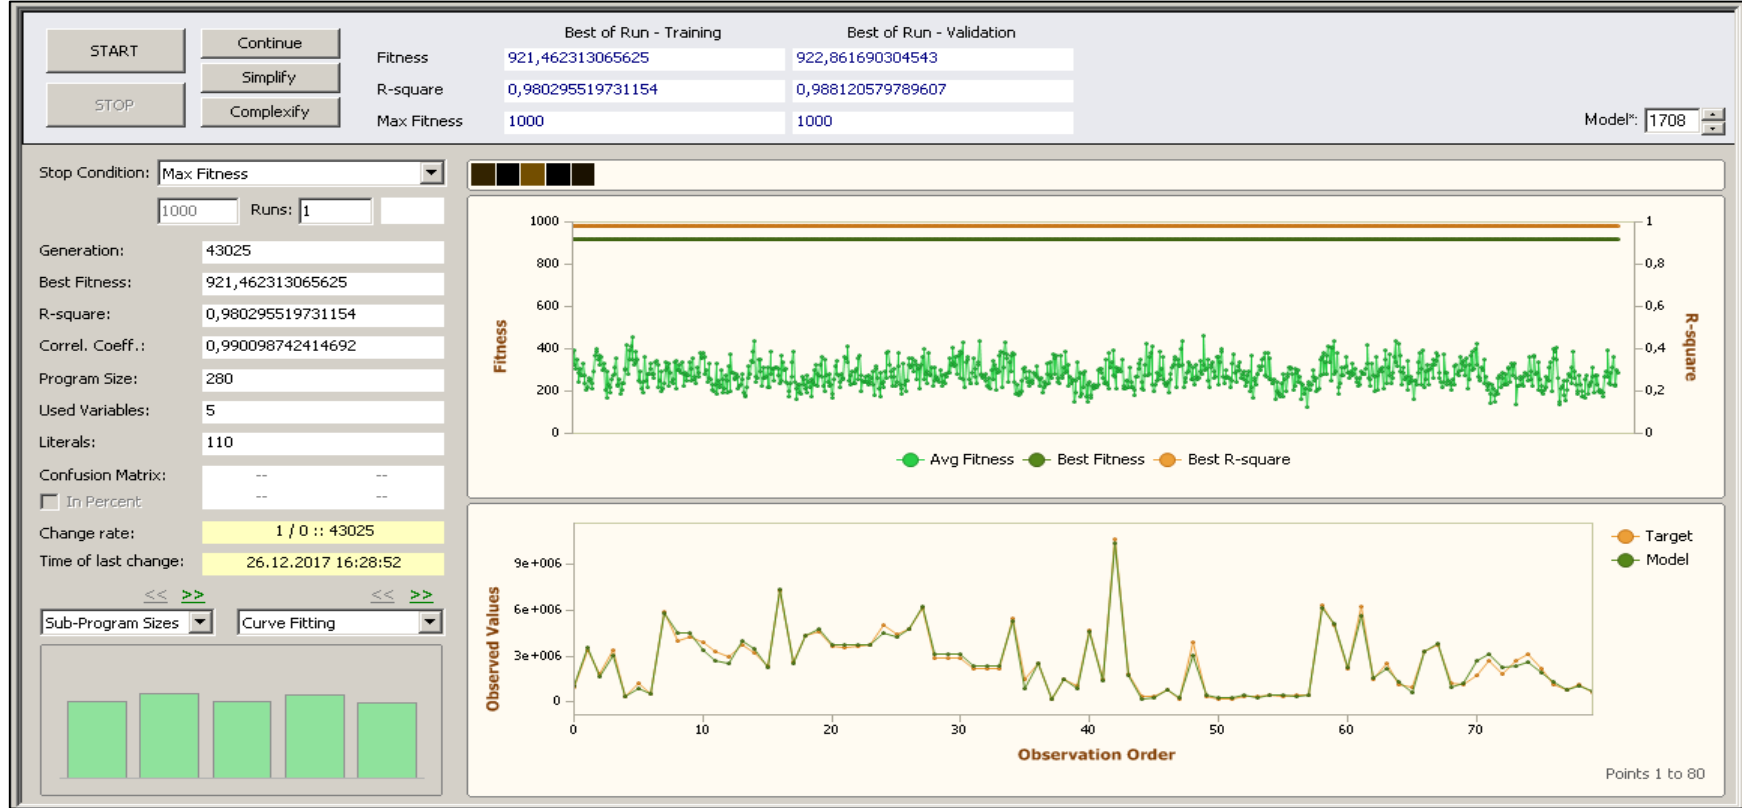 Best of Run - Training Best of Run - Validation
START Continue Fitness 921,462313065625 922,861690304543
Simplify R-square 0,980295519731154 0,988120579789607
STOP Complexify Max Fitness 1000 1000 Model*: 1708
Stop Condition: Max Fitness
1000 Runs: 1
Generation: 43025
Best Fitness: 921,462313065625
R-square: 0,980295519731154
Correl. Coeff.: 0,990098742414692
Program Size: 280
Used Variables: 5
Literals: 110
Confusion Matrix: -- --
In Percent -- --
Change rate: 1 / 0 :: 43025
Time of last change: 26.12.2017 16:28:52
<< >> << >>
Sub-Program Sizes Curve Fitting
1000 1
800 0,8
600 0,6
400 0,4
200 0,2
0 0
Fitness
R-square
Avg Fitness Best Fitness Best R-square
Target
Model
9e+006
6e+006
3e+006
0
Observed Values
0 10 20 30 40 50 60 70
Observation Order
Points 1 to 80